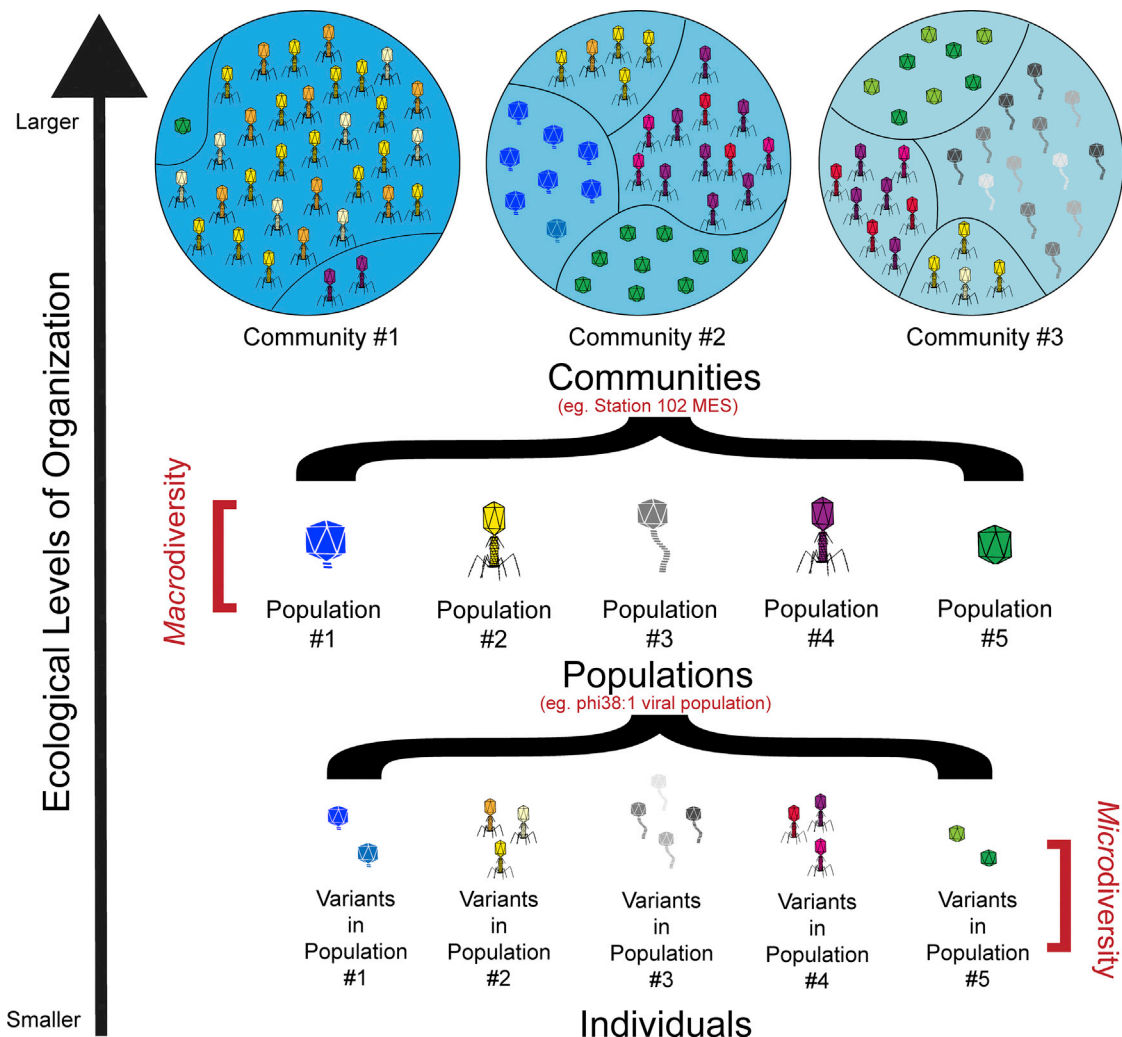 Larger
Ecological Levels of Organization
Smaller
Community #1
Community #2
Community #3
Communities
(eg. Station 102 MES)
Macrodiversity
Population
#1
Population
#2
Population
#3
Population
#4
Population
#5
Populations
(eg. phi38:1 viral population)
Variants
in
Population
#1
Variants
in
Population
#2
Variants
in
Population
#3
Variants
in
Population
#4
Variants
in
Population
#5
Microdiversity
Individuals